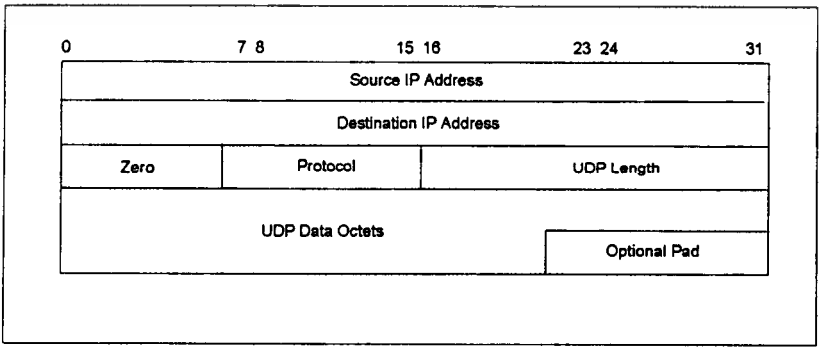 0 7 8 15 16 23 24 31
Source IP Address
Destination IP Address
Zero Protocol UDP Length
UDP Data Octets
Optional Pad